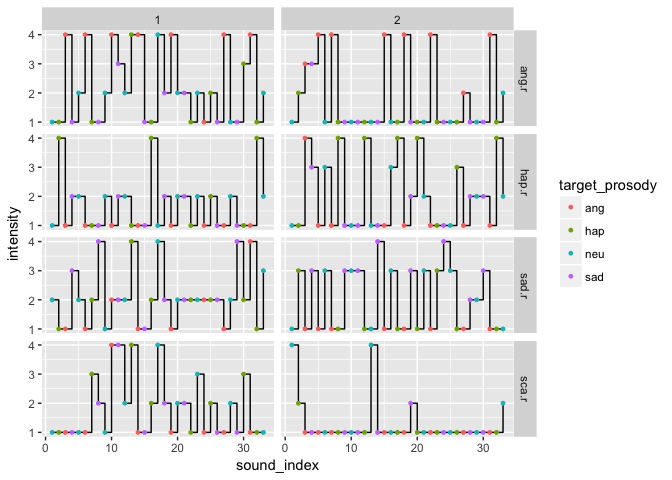 1 2
4
3
2
1
ang.r
4
3
2
1
hap.r
4
3
2
1
sad.r
4
3
2
1
sca.r
intensity
0 10 20 30 0 10 20 30
sound_index
target_prosody
ang
hap
neu
sad